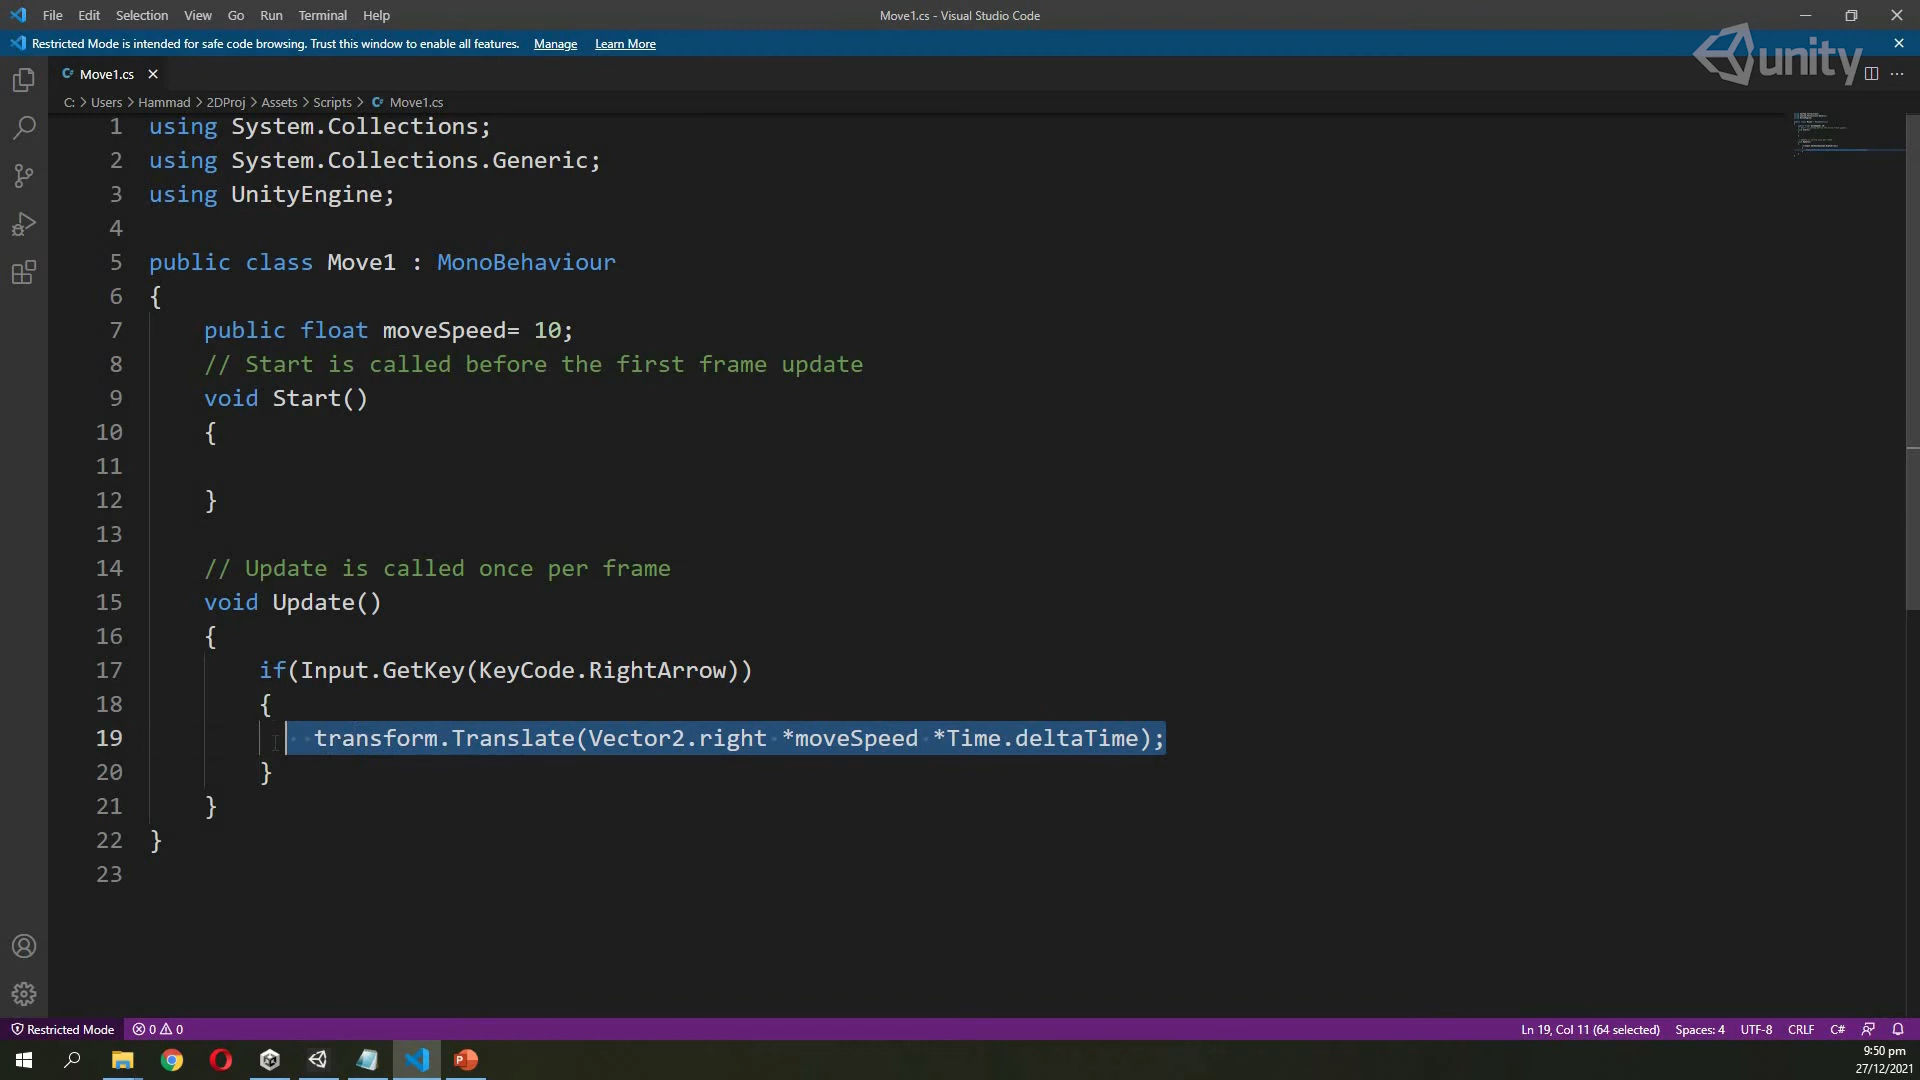 File Edit Selection View Go Run Terminal Help
Move1.cs - Visual Studio Code
Restricted Mode is intended for safe code browsing. Trust this window to enable all features. Manage Learn More
unity
Move1.cs
C: > Users > Hammad > 2DProj > Assets > Scripts > Move1.cs
1 using System.Collections;
2 using System.Collections.Generic;
3 using UnityEngine;
4
5 public class Move1 : MonoBehaviour
6 {
7 public float moveSpeed= 10;
8 // Start is called before the first frame update
9 void Start()
10 {
11
12 }
13
14 // Update is called once per frame
15 void Update()
16 {
17 if(Input.GetKey(KeyCode.RightArrow))
18 {
19 transform.Translate(Vector2.right *moveSpeed *Time.deltaTime);
20 }
21 }
22 }
23
Restricted Mode 0 0 Ln 19, Col 11 (64 selected) Spaces: 4 UTF-8 CRLF C#
9:50 pm
27/12/2021